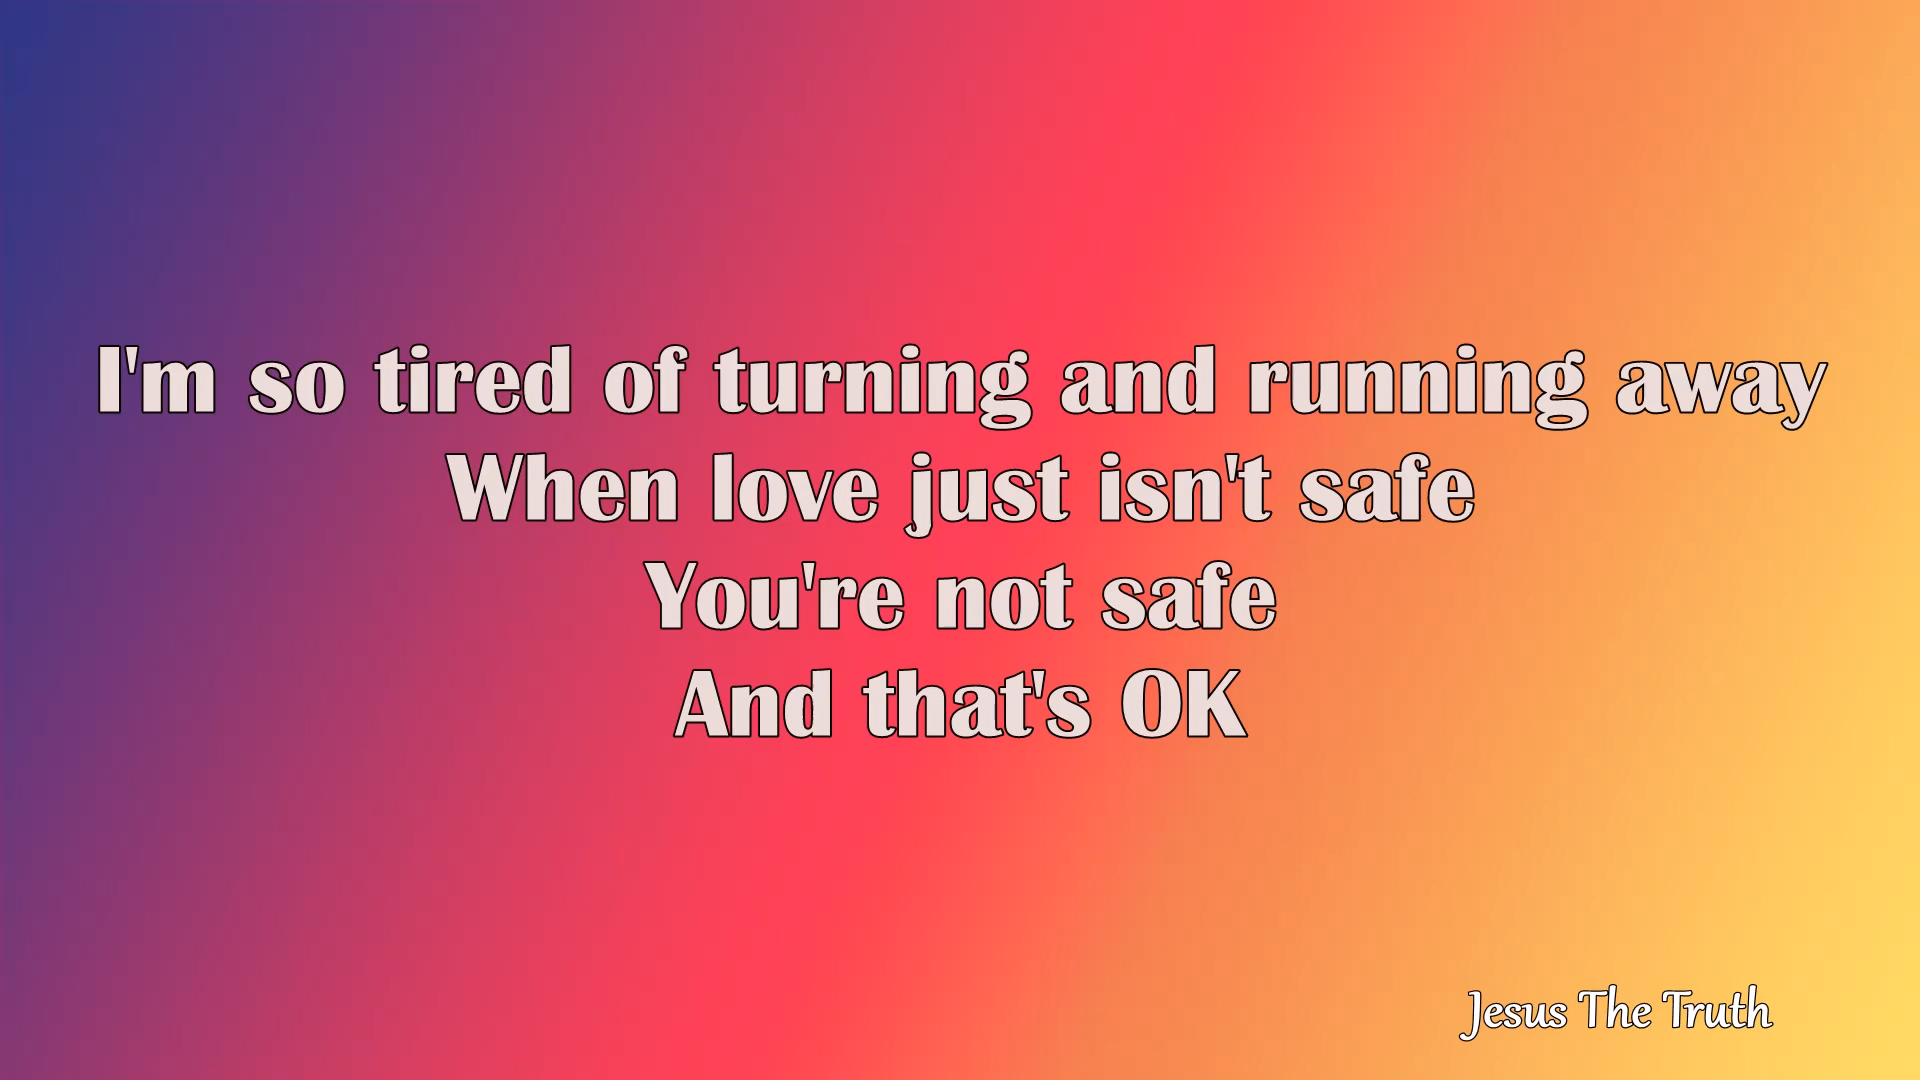 I'm so tired of turning and running away
When love just isn't safe
You're not safe
And that's OK
Jesus The Truth